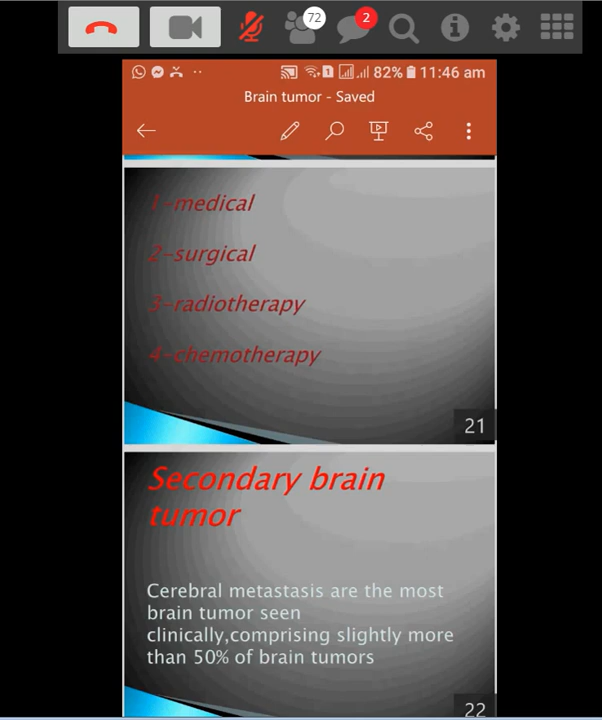 72
2
82% 11:46 am
Brain tumor - Saved
1-medical
2-surgical
3-radiotherapy
4-chemotherapy
21
Secondary brain
tumor
Cerebral metastasis are the most
brain tumor seen
clinically,comprising slightly more
than 50% of brain tumors
22